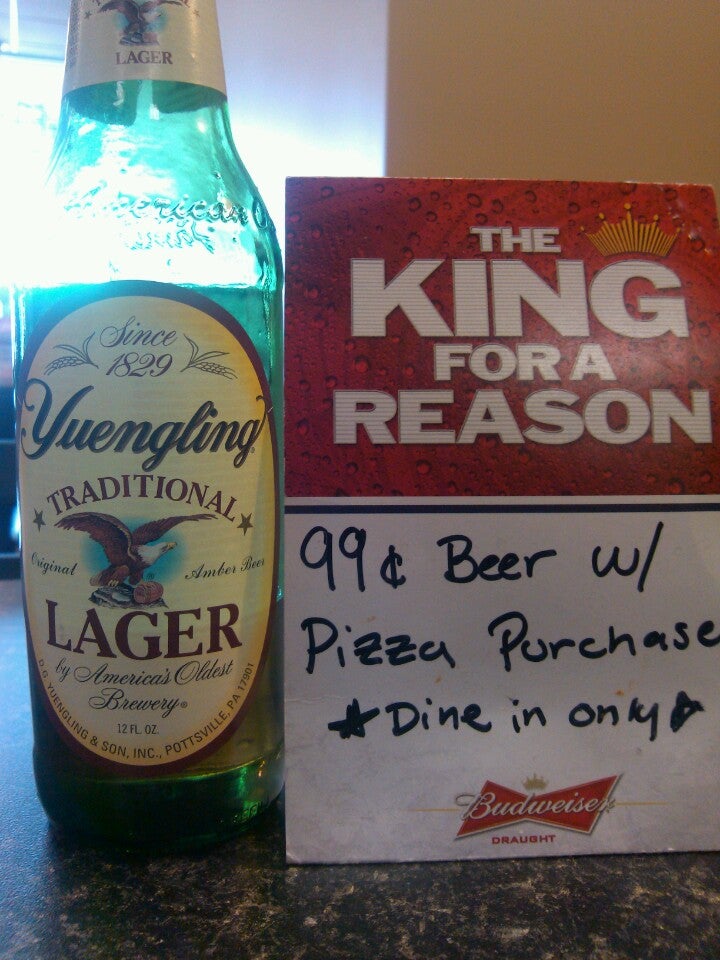 LAGER
American O
Since
1829
Yuengling
TRADITIONAL
Original Amber Beer
LAGER
by America's Oldest
Brewery®
12 FL. OZ.
D.G. YUENGLING & SON, INC., POTTSVILLE, PA 17901
THE
KING
FOR A
REASON
99¢ Beer w/
Pizza Purchase
★Dine in only★
Budweiser
DRAUGHT